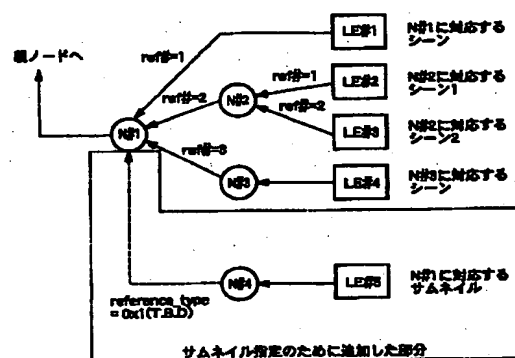 LE#1
N#1に対応する
シーン
親ノードへ
ref#=1
LE#2
N#2に対応する
シーン1
ref#=1
ref#=2
N#2
ref#=2
LE#3
N#2に対応する
シーン2
N#1
ref#=3
N#3
LE#4
N#3に対応する
シーン
N#4
LE#5
N#1に対応する
サムネイル
reference_type
= 0x1(T.B.D)
サムネイル指定のために追加した部分